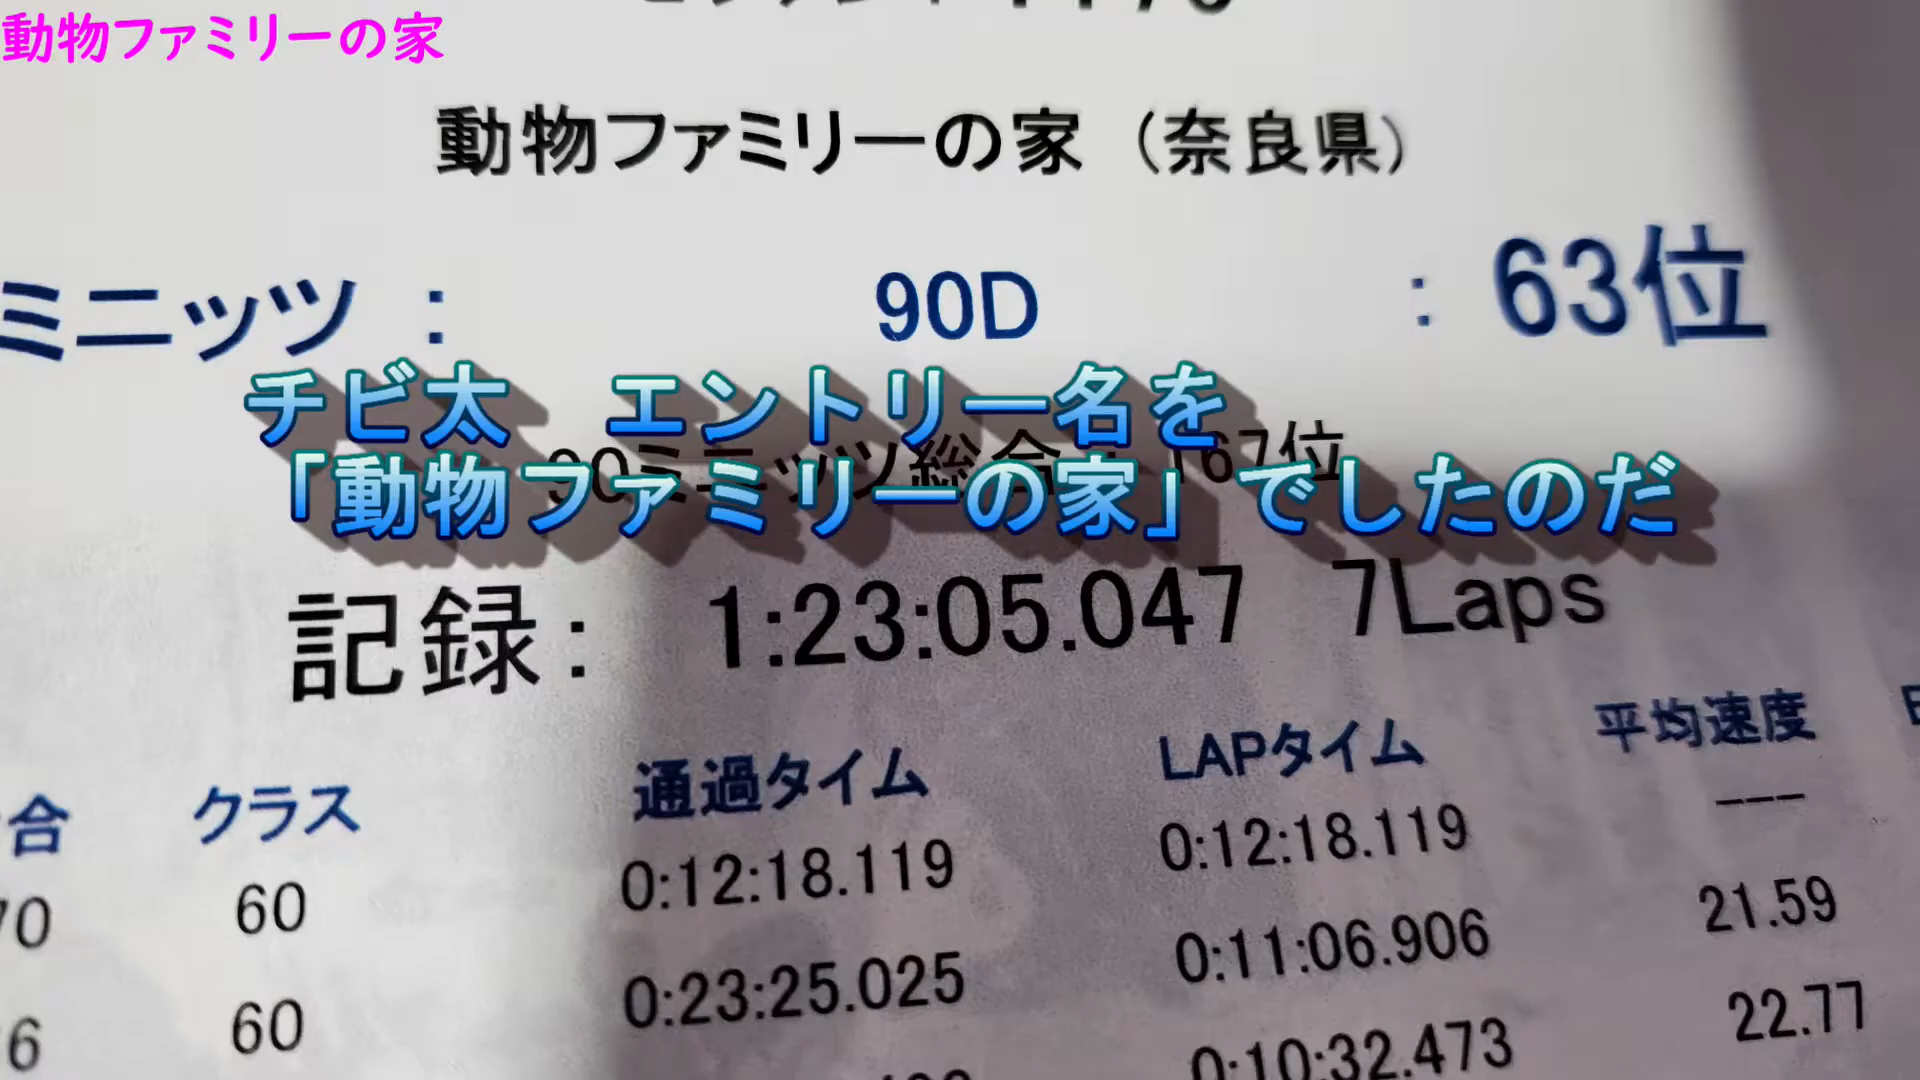 動物ファミリーの家
動物ファミリーの家（奈良県）
ミニッツ： 90D ：63位
チビ太　エントリー名を
90ミニッツ総合：167位
「動物ファミリーの家」でしたのだ
記録： 1:23:05.047 7Laps
合 クラス 通過タイム LAPタイム 平均速度
70 60 0:12:18.119 0:12:18.119 ---
6 60 0:23:25.025 0:11:06.906 21.59
0:10:32.473 22.77